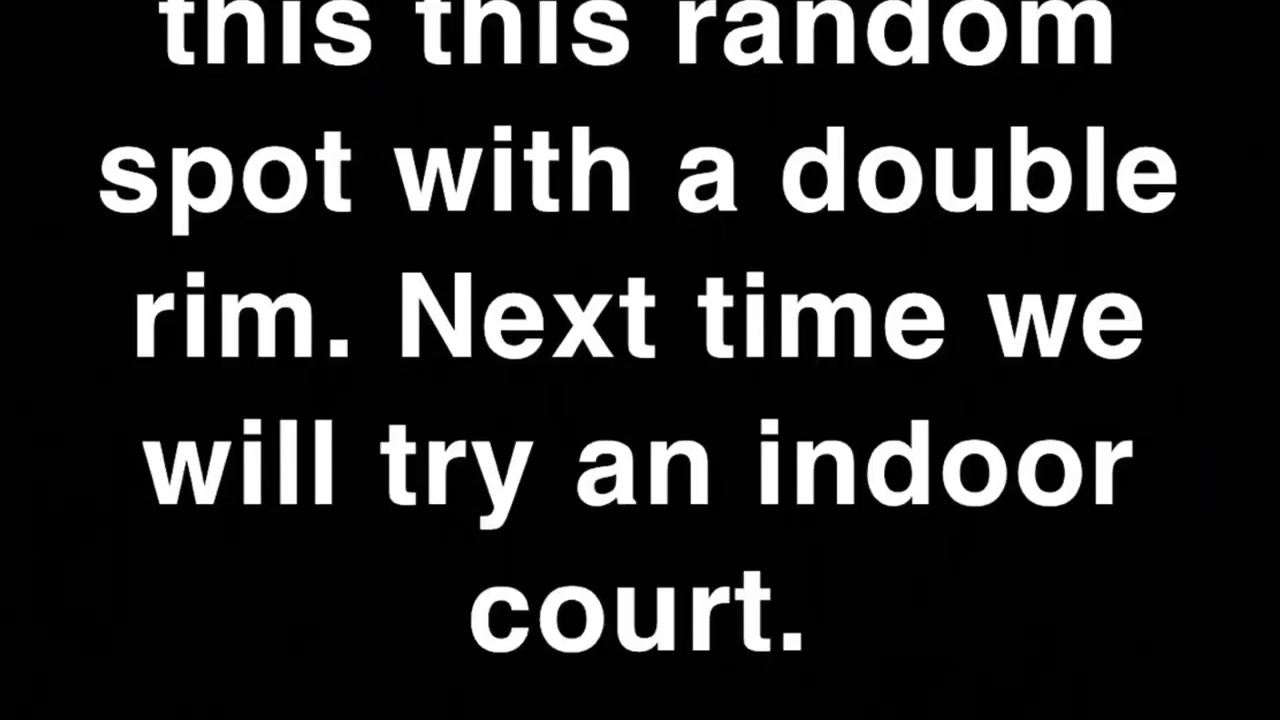 this this random
spot with a double
rim. Next time we
will try an indoor
court.